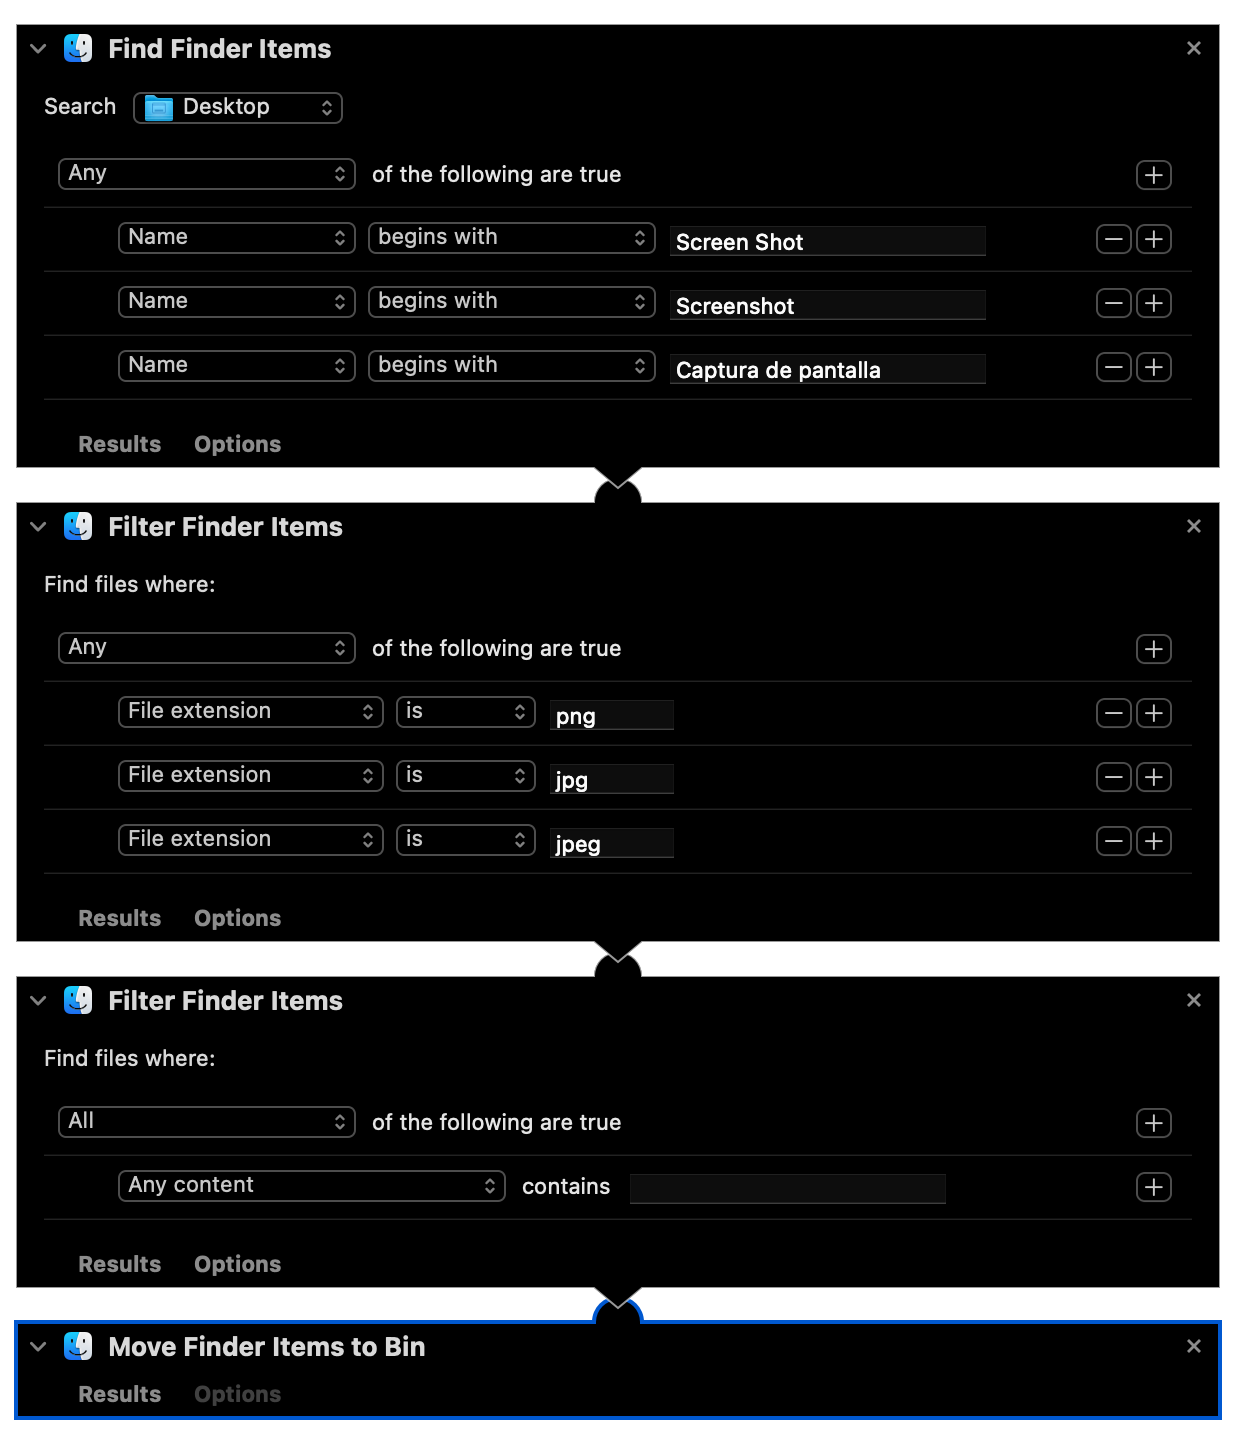 Find Finder Items
Search Desktop
Any of the following are true
Name begins with Screen Shot
Name begins with Screenshot
Name begins with Captura de pantalla
Results Options
Filter Finder Items
Find files where:
Any of the following are true
File extension is png
File extension is jpg
File extension is jpeg
Results Options
Filter Finder Items
Find files where:
All of the following are true
Any content contains
Results Options
Move Finder Items to Bin
Results Options